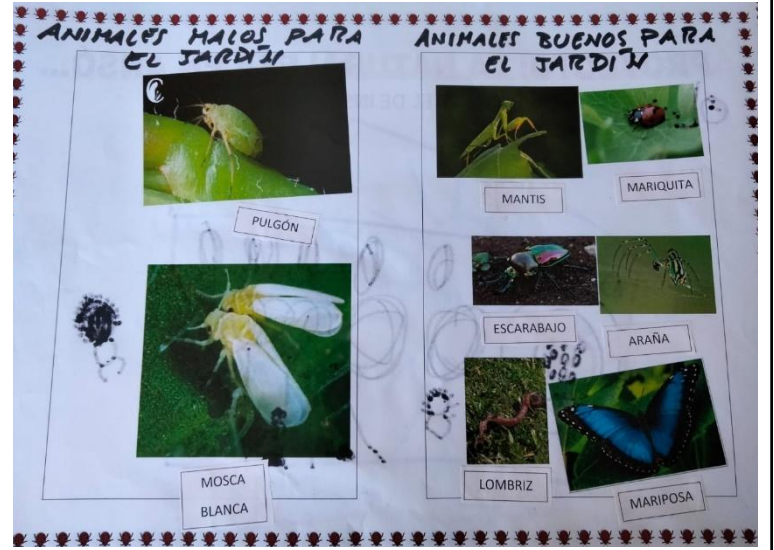 ANIMALES MALOS PARA
EL JARDÍN
PULGÓN
MOSCA
BLANCA
ANIMALES BUENOS PARA
EL JARDÍN
MANTIS
MARIQUITA
ESCARABAJO
ARAÑA
LOMBRIZ
MARIPOSA